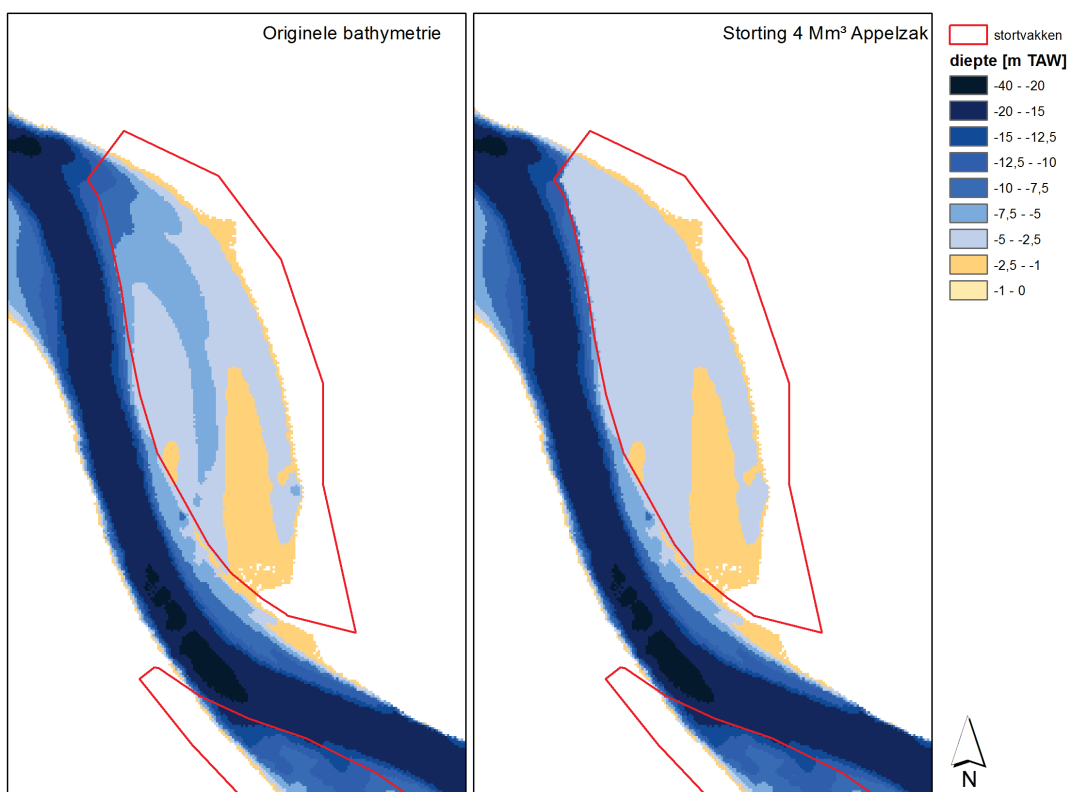 Originele bathymetrie
Storting 4 Mm³ Appelzak
stortvakken
diepte [m TAW]
-40 - -20
-20 - -15
-15 - -12,5
-12,5 - -10
-10 - -7,5
-7,5 - -5
-5 - -2,5
-2,5 - -1
-1 - 0
N